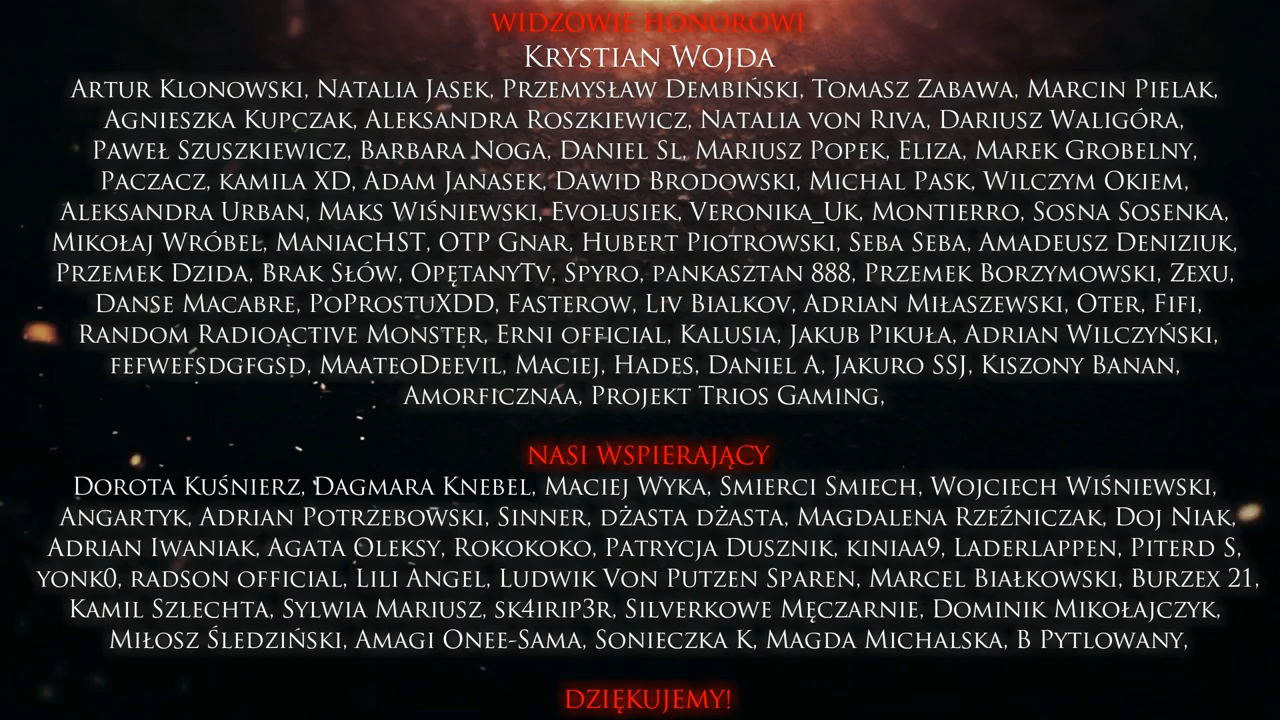 WIDZOWIE HONOROWI
KRYSTIAN WOJDA
ARTUR KLONOWSKI, NATALIA JASEK, PRZEMYSŁAW DEMBIŃSKI, TOMASZ ZABAWA, MARCIN PIELAK,
AGNIESZKA KUPCZAK, ALEKSANDRA ROSZKIEWICZ, NATALIA VON RIVA, DARIUSZ WALIGÓRA,
PAWEŁ SZUSZKIEWICZ, BARBARA NOGA, DANIEL SL, MARIUSZ POPEK, ELIZA, MAREK GROBELNY,
PACZACZ, KAMILA XD, ADAM JANASEK, DAWID BRODOWSKI, MICHAL PASK, WILCZYM OKIEM,
ALEKSANDRA URBAN, MAKS WIŚNIEWSKI, EVOLUSIEK, VERONIKA_UK, MONTIERRO, SOSNA SOSENKA,
MIKOŁAJ WRÓBEL, MANIACHST, OTP GNAR, HUBERT PIOTROWSKI, SEBA SEBA, AMADEUSZ DENIZIUK,
PRZEMEK DZIDA, BRAK SŁÓW, OPĘTANYTV, SPYRO, PANKASZTAN 888, PRZEMEK BORZYMOWSKI, ZEXU,
DANSE MACABRE, POPROSTUXDD, FASTEROW, LIV BIALKOV, ADRIAN MIŁASZEWSKI, OTER, FIFI,
RANDOM RADIOACTIVE MONSTER, ERNI OFFICIAL, KALUSIA, JAKUB PIKUŁA, ADRIAN WILCZYŃSKI,
FEFWEFSDGFGSD, MAATEODEEVIL, MACIEJ, HADES, DANIEL A, JAKURO SSJ, KISZONY BANAN,
AMORFICZNAA, PROJEKT TRIOS GAMING,
NASI WSPIERAJĄCY
DOROTA KUŚNIERZ, DAGMARA KNEBEL, MACIEJ WYKA, SMIERCI SMIECH, WOJCIECH WIŚNIEWSKI,
ANGARTYK, ADRIAN POTRZEBOWSKI, SINNER, DŻASTA DŻASTA, MAGDALENA RZEŹNICZAK, DOJ NIAK,
ADRIAN IWANIAK, AGATA OLEKSY, ROKOKOKO, PATRYCJA DUSZNIK, KINIAA9, LADERLAPPEN, PITERD S,
YONK0, RADSON OFFICIAL, LILI ANGEL, LUDWIK VON PUTZEN SPAREN, MARCEL BIAŁKOWSKI, BURZEX 21,
KAMIL SZLECHTA, SYLWIA MARIUSZ, SK4IRIP3R, SILVERKOWE MĘCZARNIE, DOMINIK MIKOŁAJCZYK,
MIŁOSZ ŚLEDZIŃSKI, AMAGI ONEE-SAMA, SONIECZKA K, MAGDA MICHALSKA, B PYTLOWANY,
DZIĘKUJEMY!